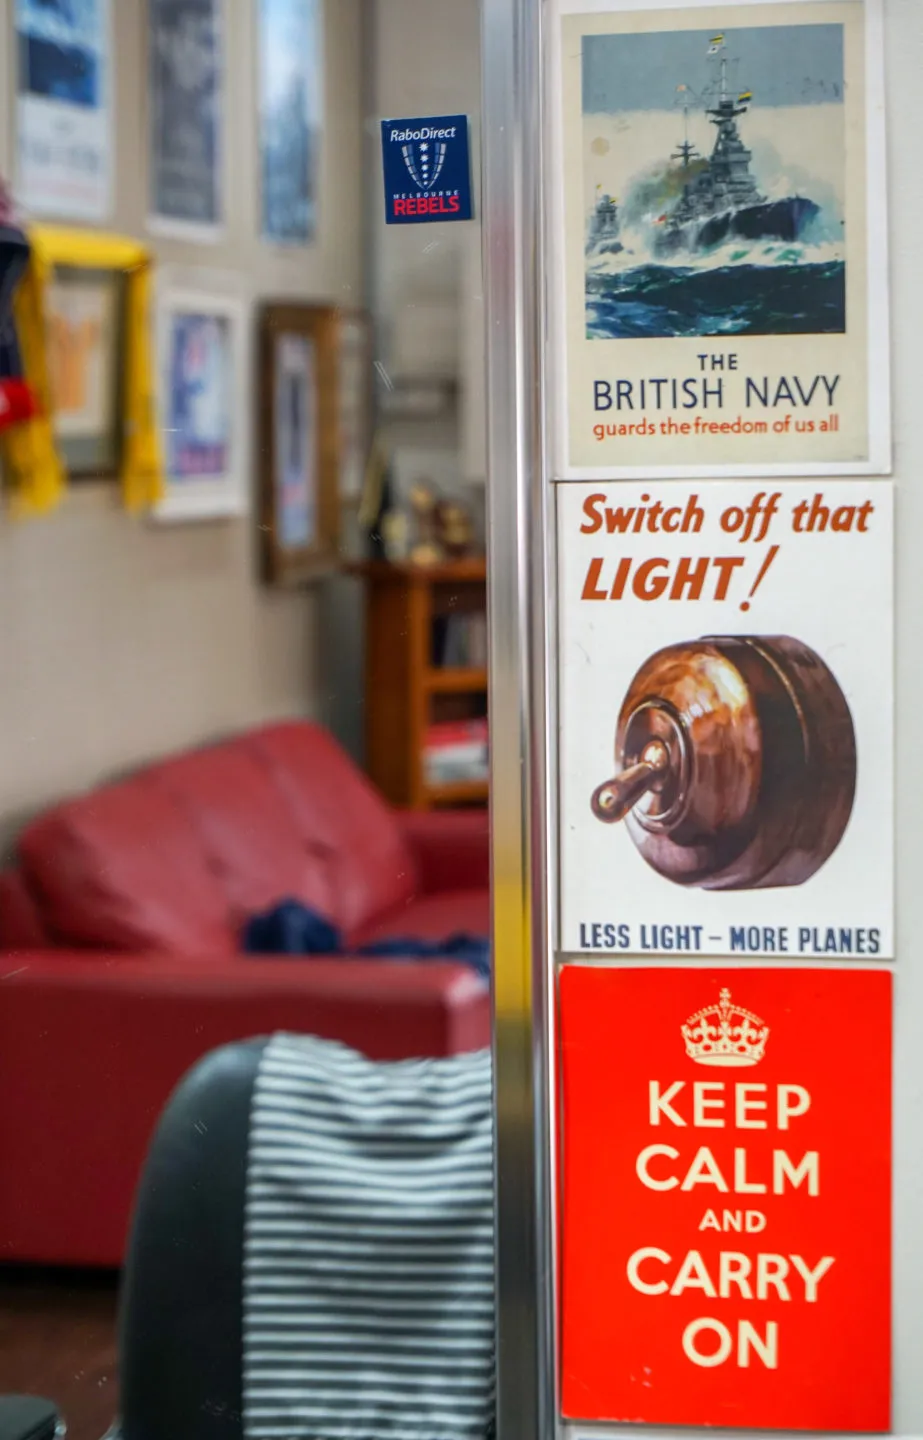 RaboDirect
MELBOURNE
REBELS
THE
BRITISH NAVY
guards the freedom of us all
Switch off that
LIGHT!
LESS LIGHT – MORE PLANES
KEEP
CALM
AND
CARRY
ON